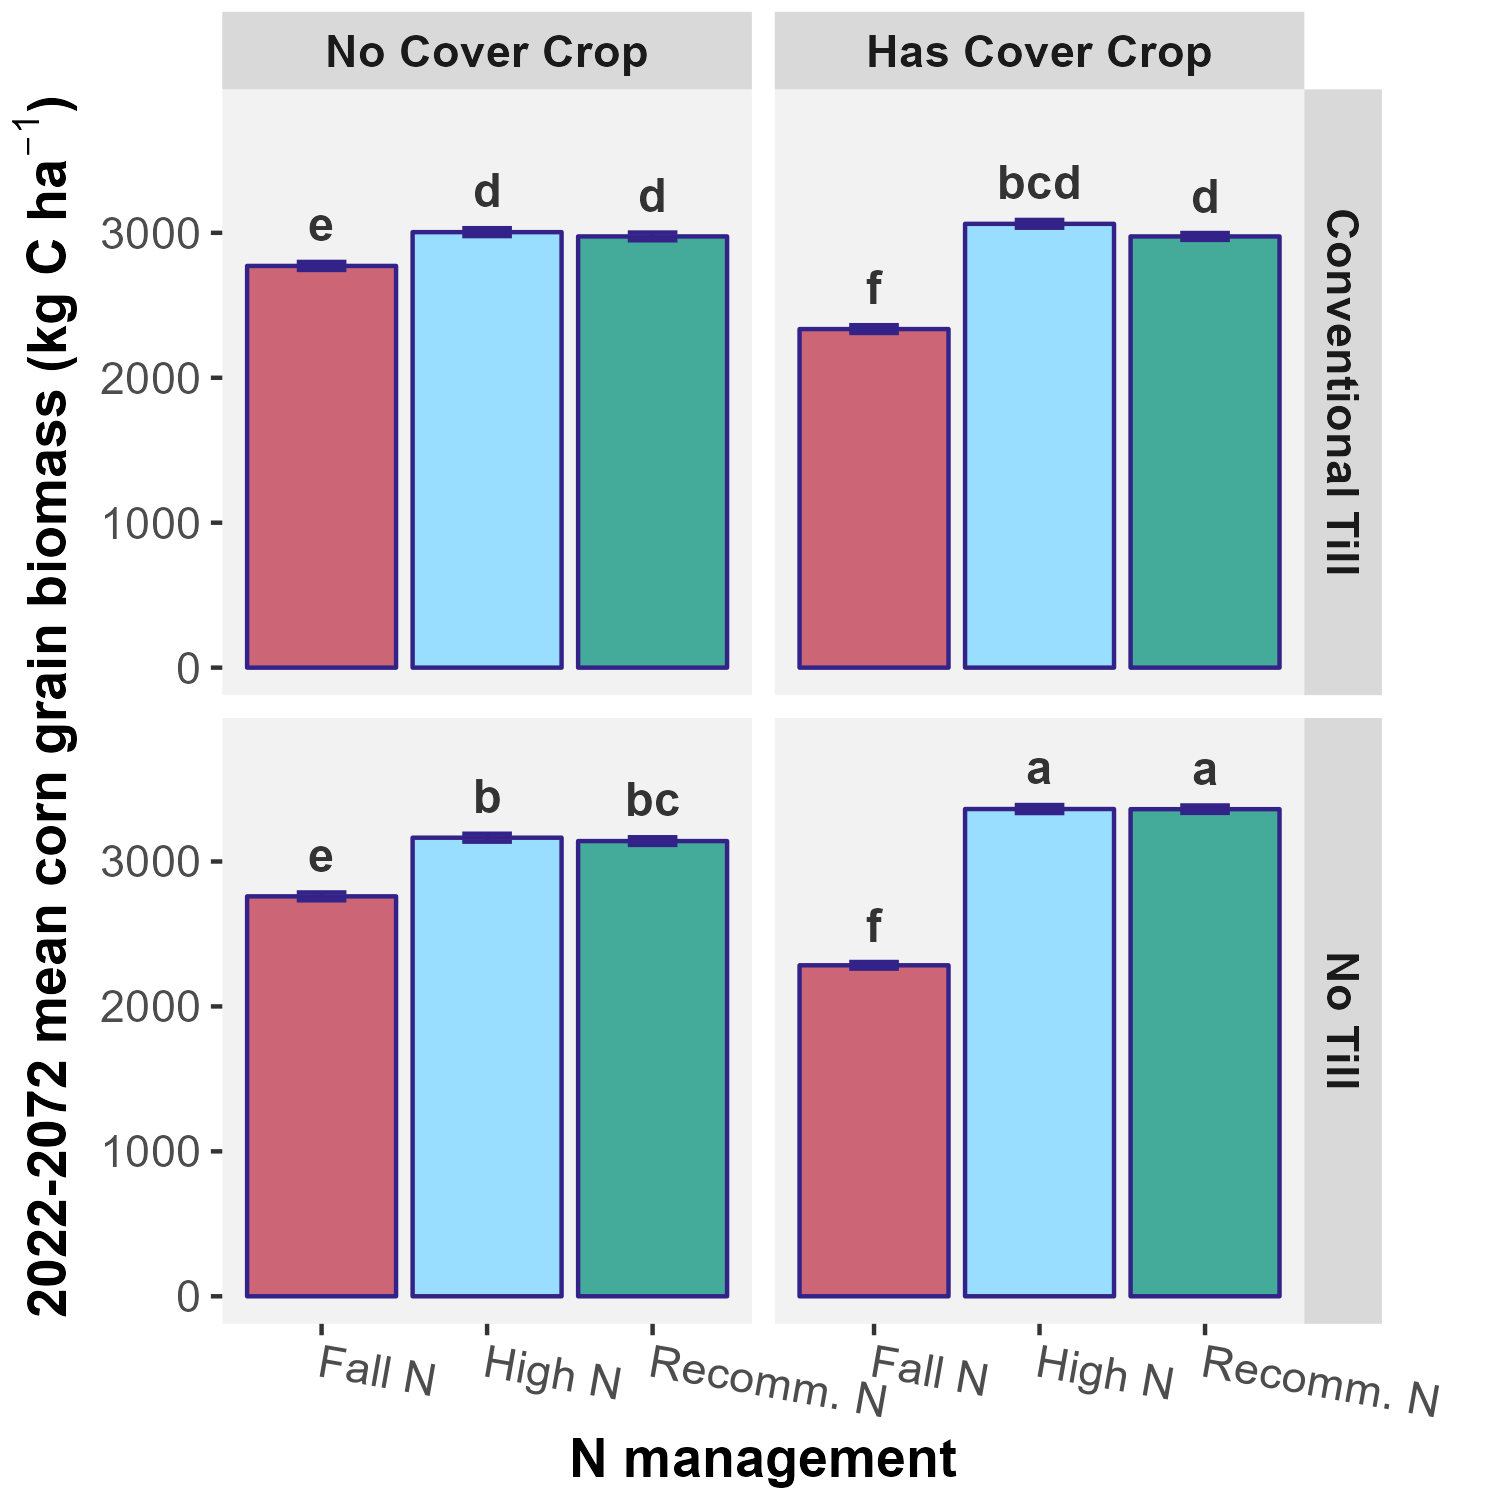 No Cover Crop
Has Cover Crop
2022-2072 mean corn grain biomass (kg C ha⁻¹)
Conventional Till
3000
2000
1000
0
e
d
d
f
bcd
d
No Till
3000
2000
1000
0
e
b
bc
f
a
a
Fall N
High N
Recomm. N
Fall N
High N
Recomm. N
N management